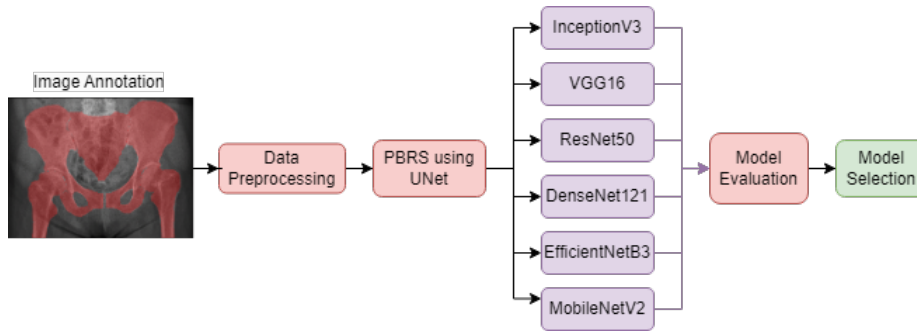 Image Annotation
Data
Preprocessing
PBRS using
UNet
InceptionV3
VGG16
ResNet50
DenseNet121
EfficientNetB3
MobileNetV2
Model
Evaluation
Model
Selection